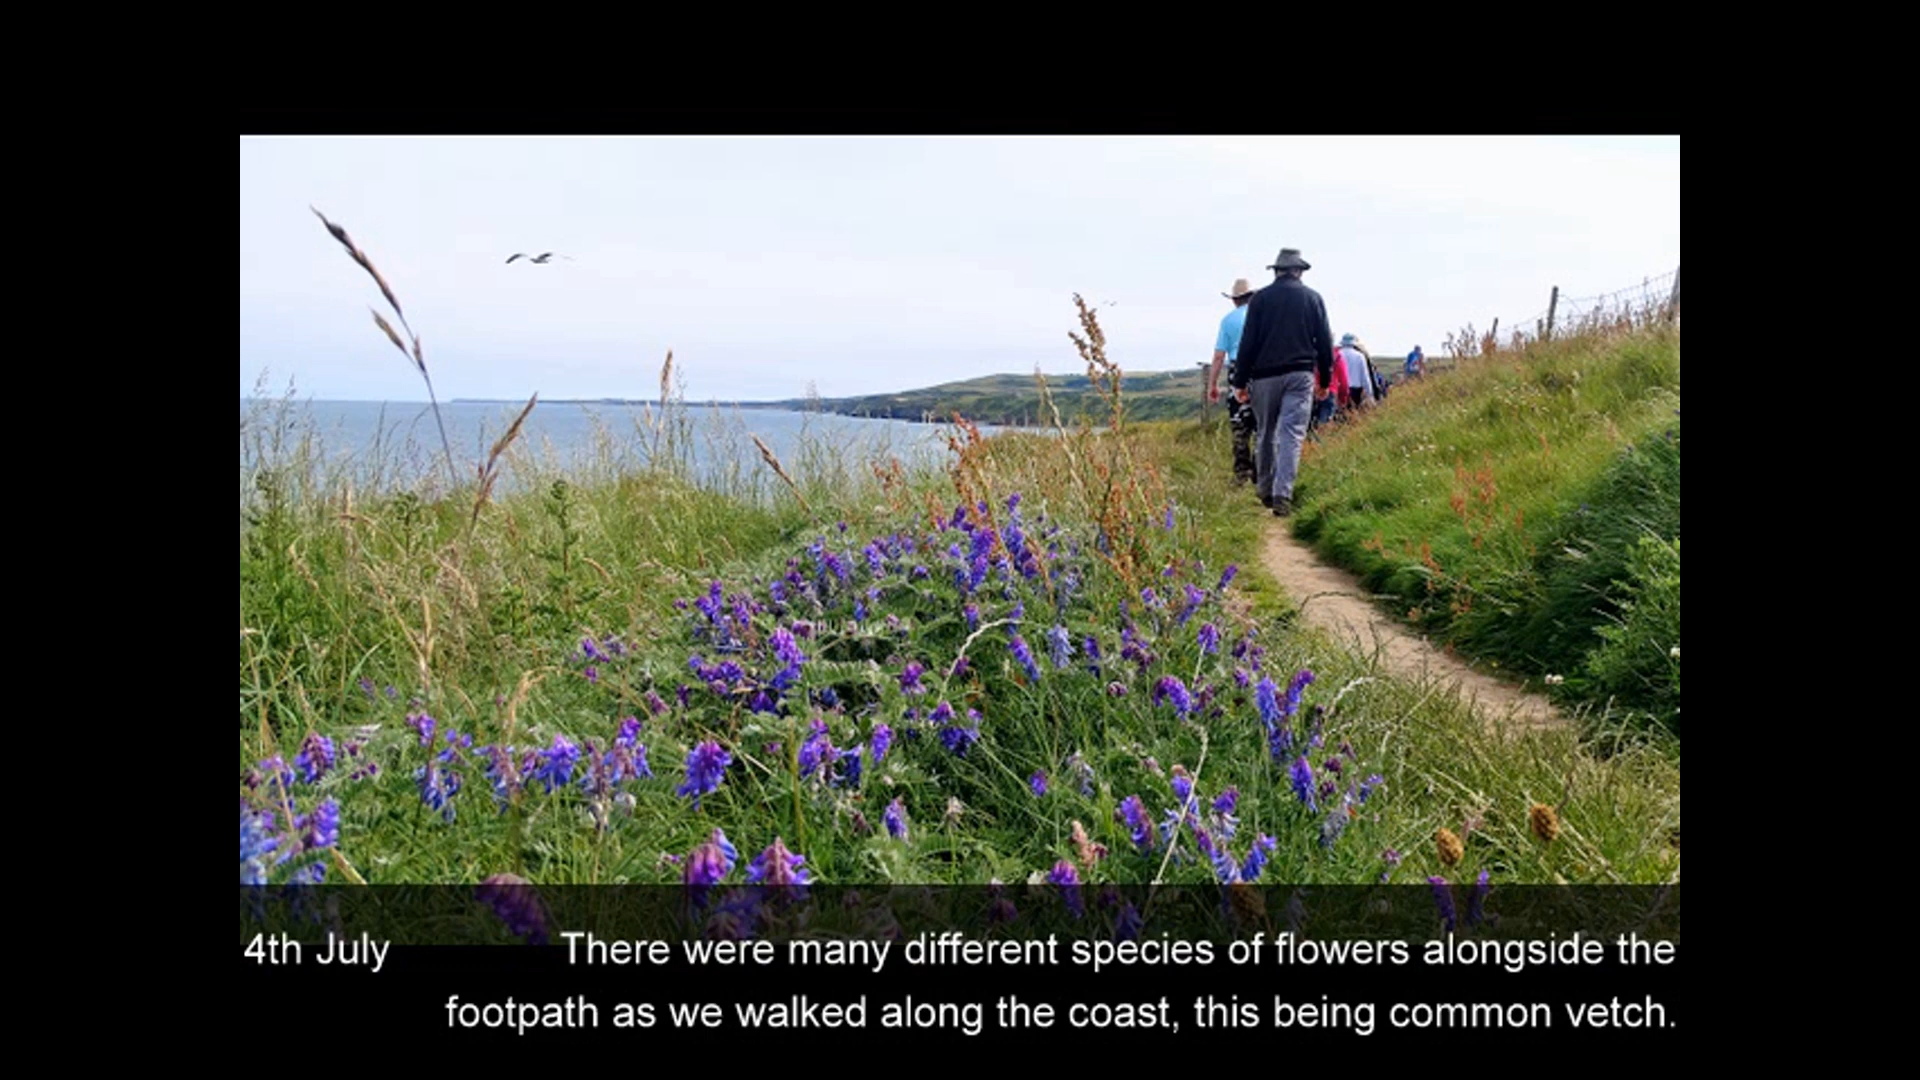 4th July There were many different species of flowers alongside the
footpath as we walked along the coast, this being common vetch.